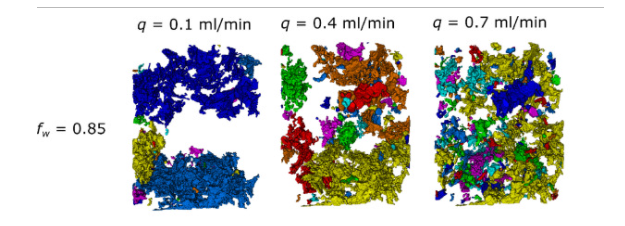 q = 0.1 ml/min q = 0.4 ml/min q = 0.7 ml/min
f_w = 0.85